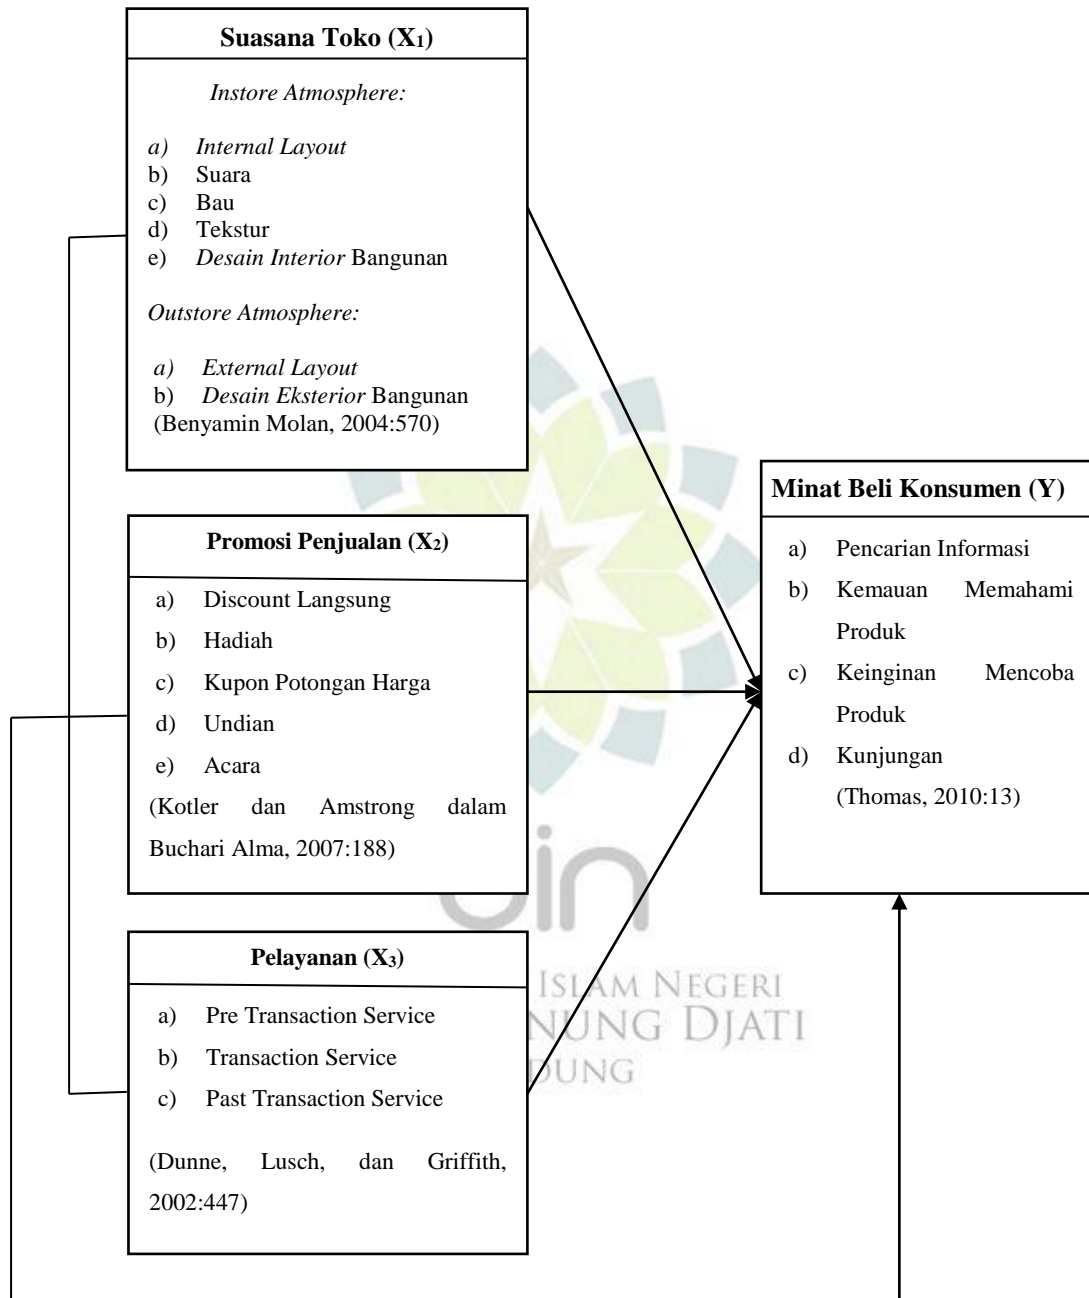 Suasana Toko (X₁)
Instore Atmosphere:
a) Internal Layout
b) Suara
c) Bau
d) Tekstur
e) Desain Interior Bangunan
Outstore Atmosphere:
a) External Layout
b) Desain Eksterior Bangunan
(Benyamin Molan, 2004:570)
Promosi Penjualan (X₂)
a) Discount Langsung
b) Hadiah
c) Kupon Potongan Harga
d) Undian
e) Acara
(Kotler dan Amstrong dalam
Buchari Alma, 2007:188)
Pelayanan (X₃)
a) Pre Transaction Service
b) Transaction Service
c) Past Transaction Service
(Dunne, Lusch, dan Griffith,
2002:447)
Minat Beli Konsumen (Y)
a) Pencarian Informasi
b) Kemauan Memahami
Produk
c) Keinginan Mencoba
Produk
d) Kunjungan
(Thomas, 2010:13)
ISLAM NEGERI
DJATI